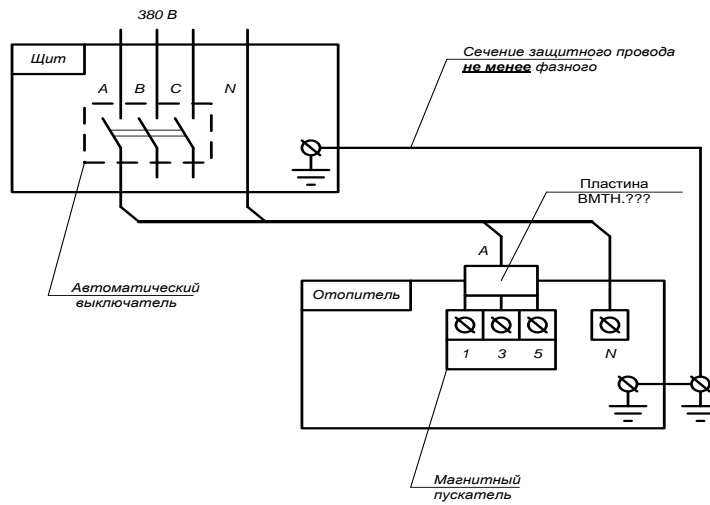 380 В
Щит
Сечение защитного провода
не менее фазного
A B C N
Пластина
ВМТН.???
A
Автоматический
выключатель
Отопитель
1 3 5 N
Магнитный
пускатель